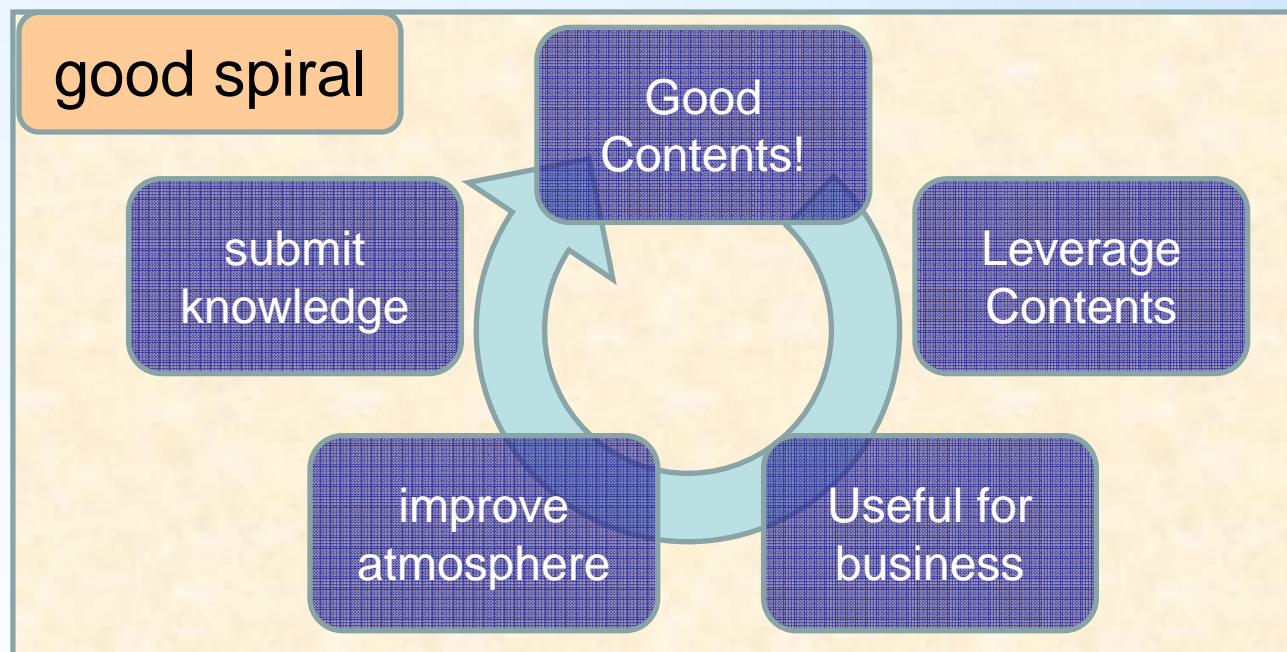 good spiral
Good
Contents!
Leverage
Contents
Useful for
business
improve
atmosphere
submit
knowledge